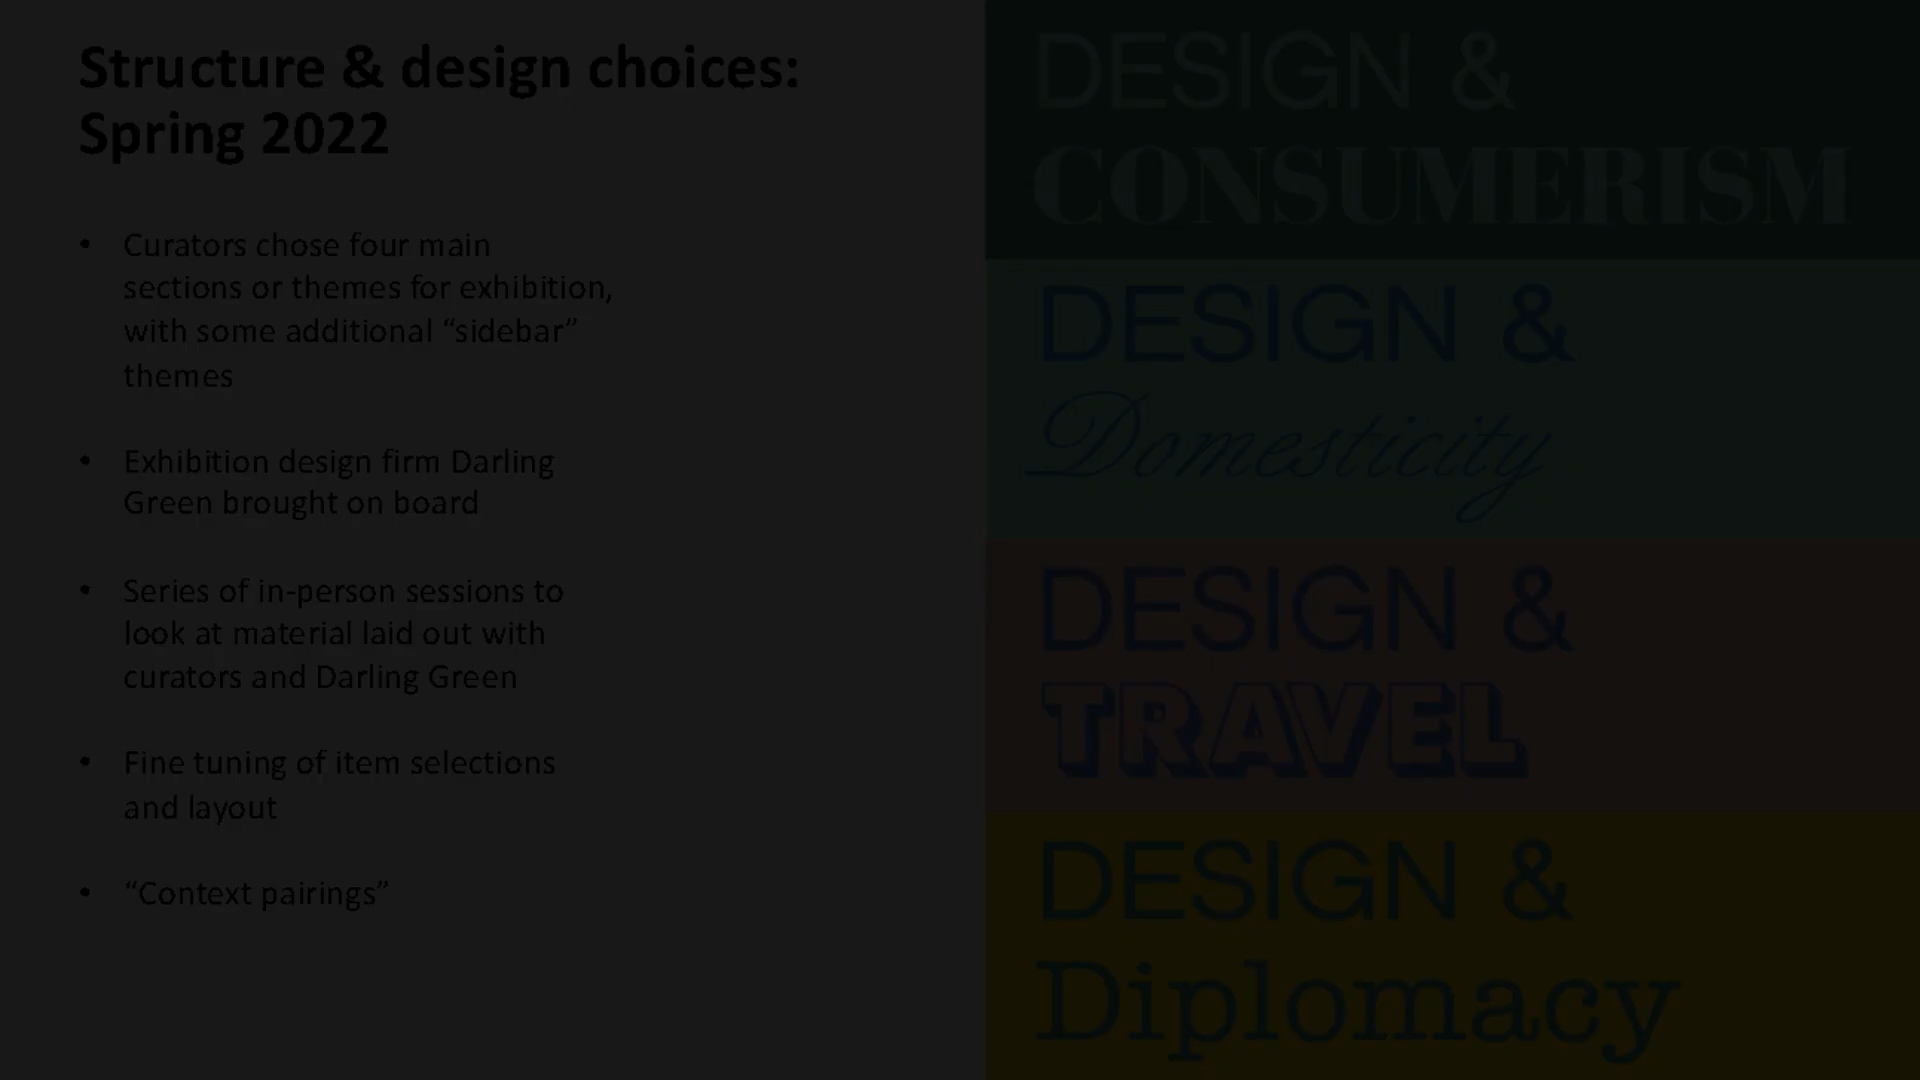 Structure & design choices:
Spring 2022
• Curators chose four main
sections or themes for exhibition,
with some additional “sidebar”
themes
• Exhibition design firm Darling
Green brought on board
• Series of in-person sessions to
look at material laid out with
curators and Darling Green
• Fine tuning of item selections
and layout
• “Context pairings”
DESIGN &
CONSUMERISM
DESIGN &
Domesticity
DESIGN &
TRAVEL
DESIGN &
Diplomacy